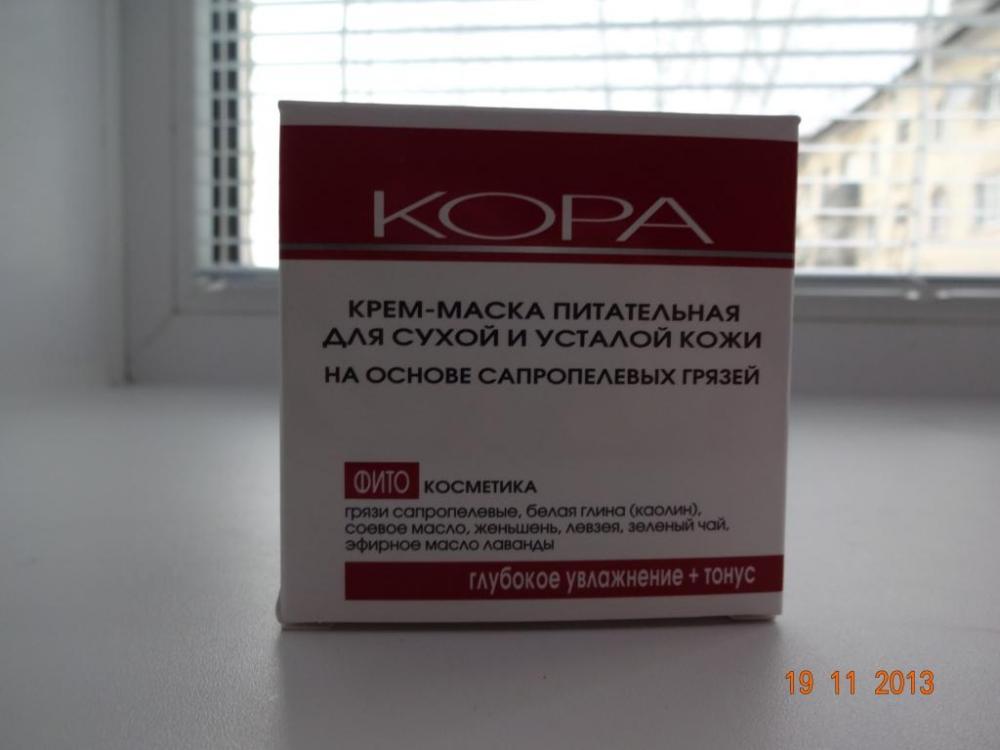 КОРА
КРЕМ-МАСКА ПИТАТЕЛЬНАЯ
ДЛЯ СУХОЙ И УСТАЛОЙ КОЖИ
НА ОСНОВЕ САПРОПЕЛЕВЫХ ГРЯЗЕЙ
ФИТО КОСМЕТИКА
грязи сапропелевые, белая глина (каолин),
соевое масло, женьшень, левзея, зеленый чай,
эфирное масло лаванды
глубокое увлажнение + тонус
19 11 2013